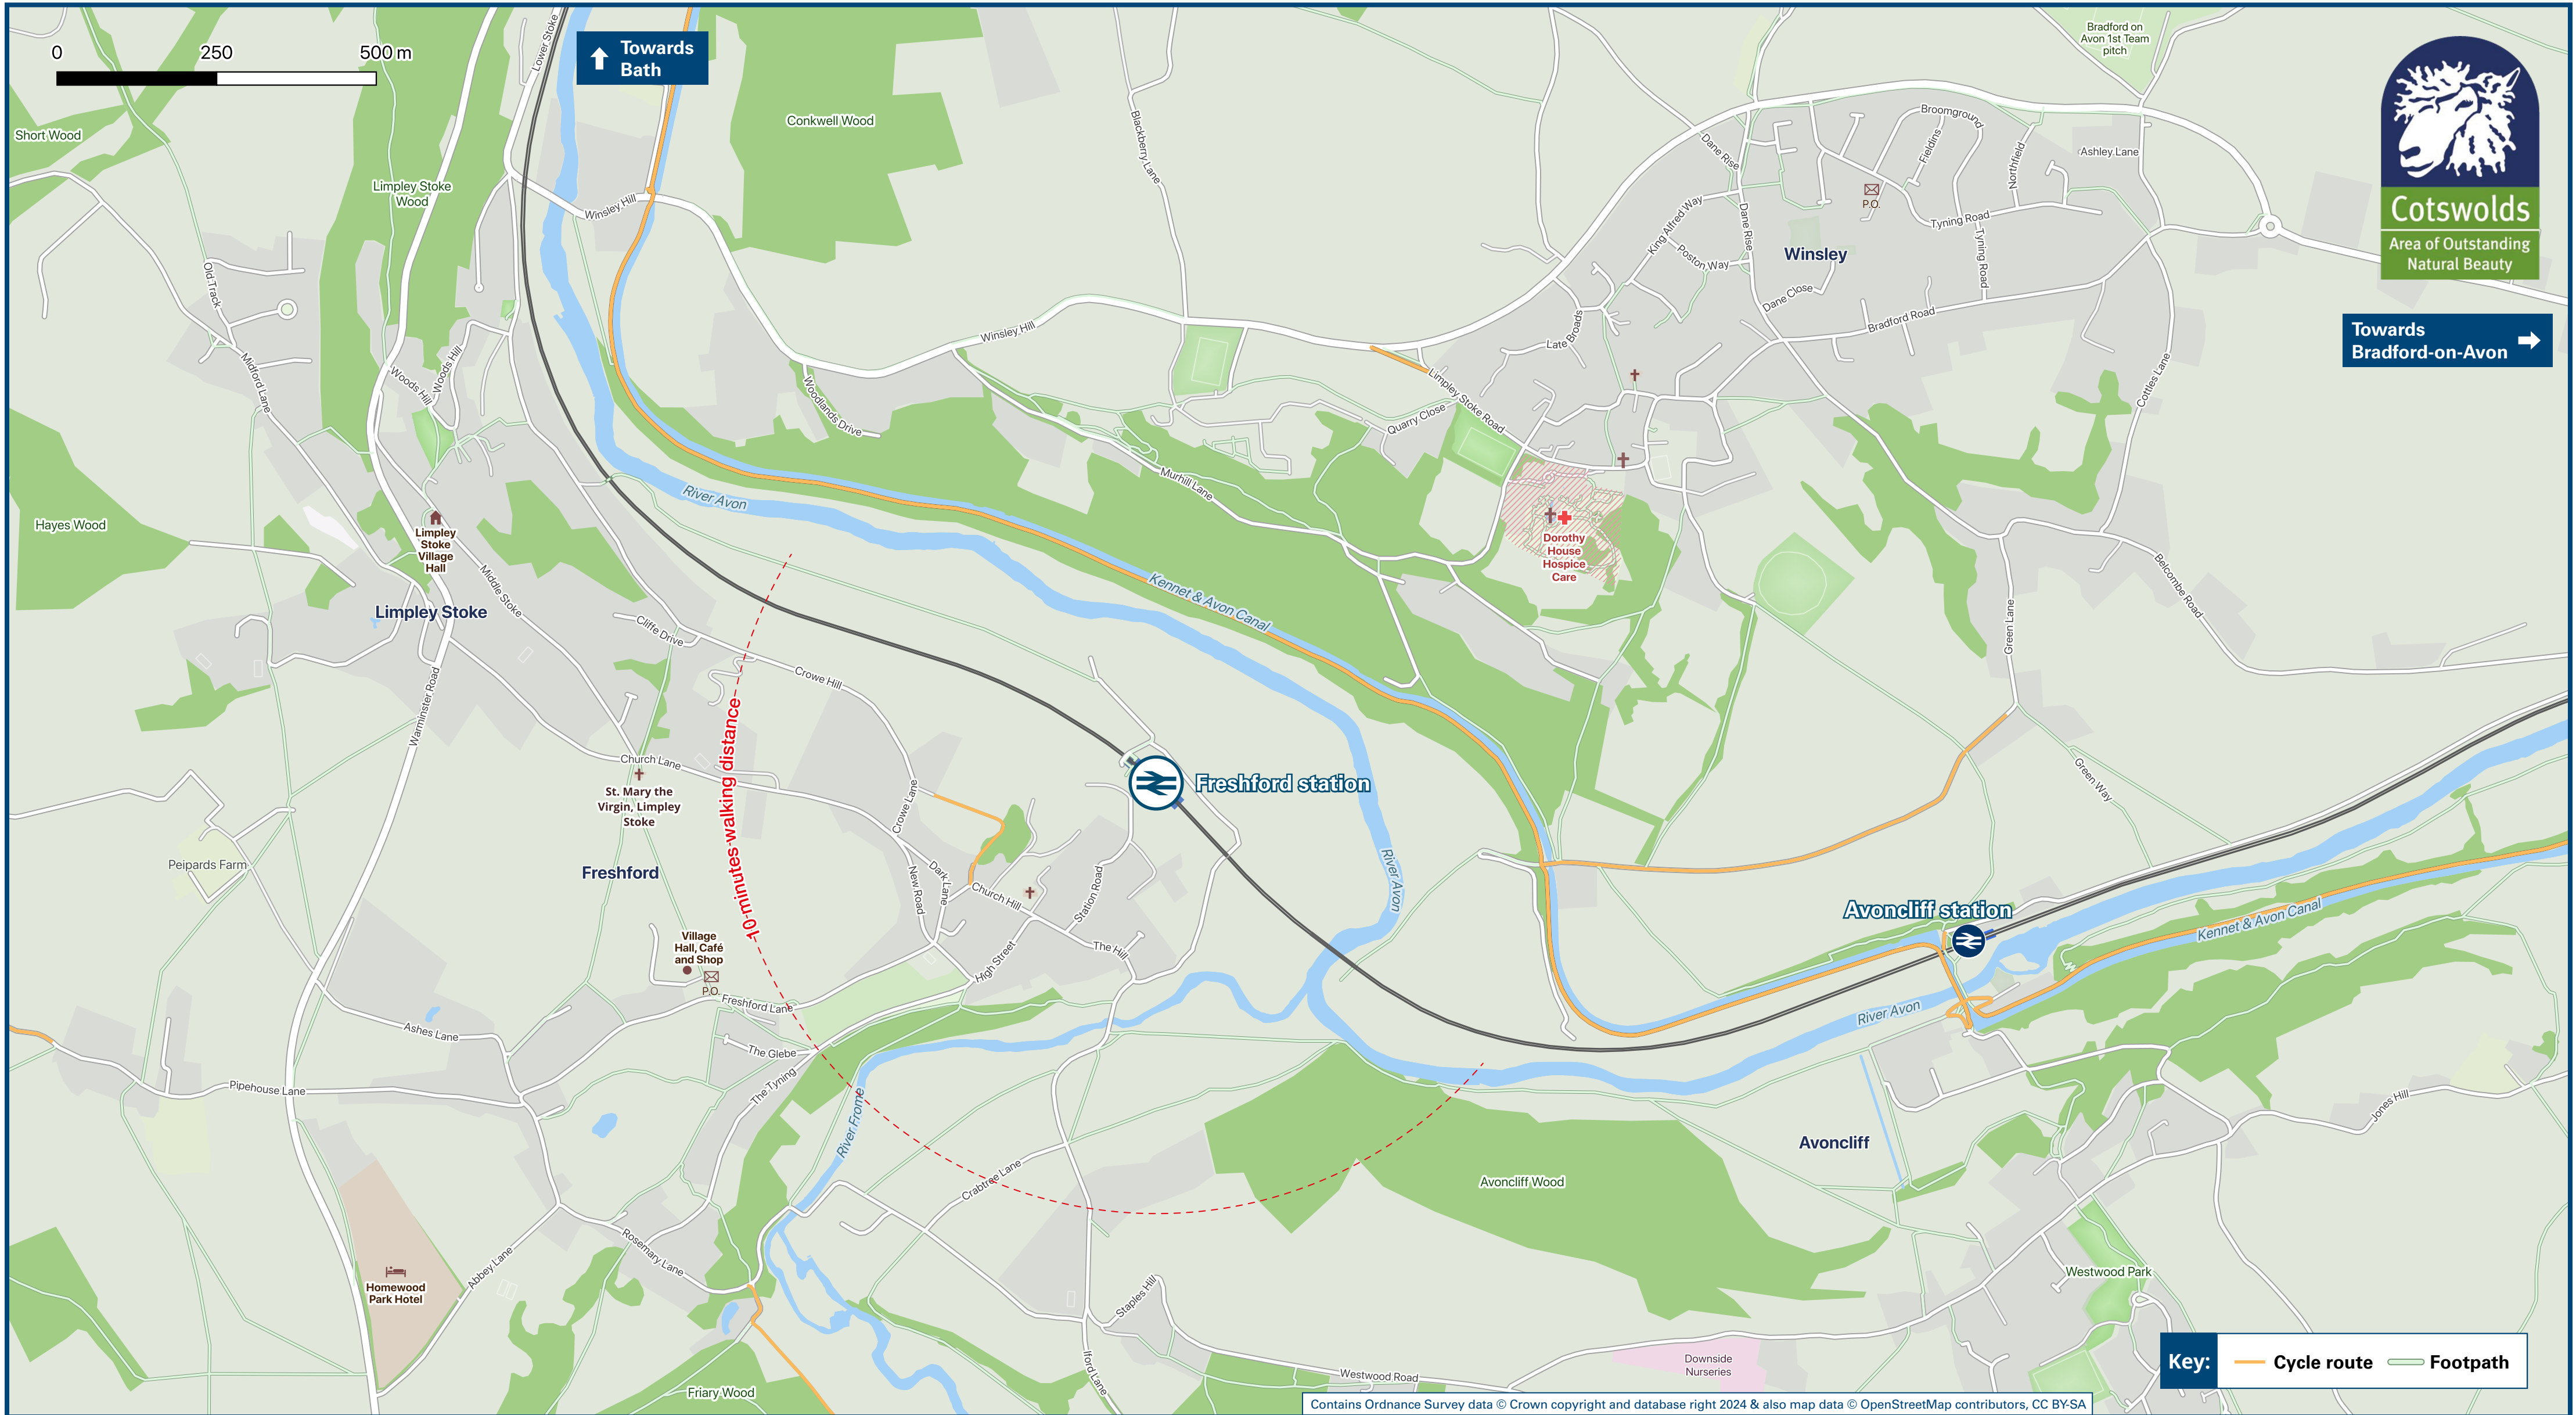 0 250 500 m
Towards
Bath
Lower Stoke
Bradford on
Avon 1st Team
pitch
Cotswolds
Area of Outstanding
Natural Beauty
Short Wood
Conkwell Wood
Blackberry Lane
Dane Rise
Broomground
Fieldins
Northfield
Ashley Lane
Limpley Stoke
Wood
Winsley Hill
King Alfred Way
Dane Rise
P.O.
Tyning Road
Tyning Road
Poston Way
Winsley
Old Track
Dane Close
Bradford Road
Towards
Bradford-on-Avon
Winsley Hill
Late Broads
Midford Lane
Woods Hill
Woods Hill
Woodlands Drive
Limpley Stoke Road
Quarry Close
Cottles Lane
River Avon
Murhill Lane
Hayes Wood
Limpley
Stoke
Village
Hall
Dorothy
House
Hospice
Care
Middle Stoke
Limpley Stoke
Kennet & Avon Canal
Belcombe Road
Green Lane
Cliffe Drive
Crowe Hill
Warminster Road
10 minutes walking distance
Church Lane
St. Mary the
Virgin, Limpley
Stoke
Freshford station
Green Way
Crowe Lane
Peipards Farm
Freshford
Dark Lane
New Road
Church Hill
Station Road
River Avon
Avoncliff station
Kennet & Avon Canal
Village
Hall, Café
and Shop
P.O.
High Street
The Hill
Freshford Lane
River Avon
Ashes Lane
The Glebe
The Tyning
Pipehouse Lane
River Frome
Jones Hill
Avoncliff
Crabtree Lane
Avoncliff Wood
Rosemary Lane
Abbey Lane
Homewood
Park Hotel
Westwood Park
Staples Hill
Iford Lane
Westwood Road
Downside
Nurseries
Friary Wood
Key:
Cycle route
Footpath
Contains Ordnance Survey data © Crown copyright and database right 2024 & also map data © OpenStreetMap contributors, CC BY-SA